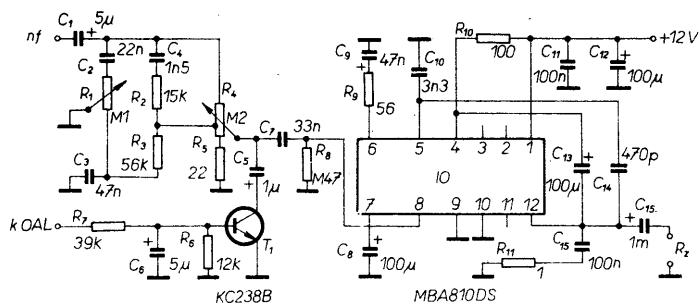 nf
C1 5µ
22n
C2
C4
1n5
R1
M1
R2
15k
R4
M2
R3
56k
R5
22
C3
47n
C5
1µ
C7
33n
R8
M47
k OAL
R7
39k
C6
5µ
R6
12k
T1
KC238B
C9
47n
R9
56
C10
3n3
R10
100
C11
100n
C12
100µ
+12V
6 5 4 3 2 1
IO
7 8 9 10 11 12
C13
100µ
C14
470p
C8
100µ
R11
1
C15
100n
C15
1m
Rz
MBA810DS